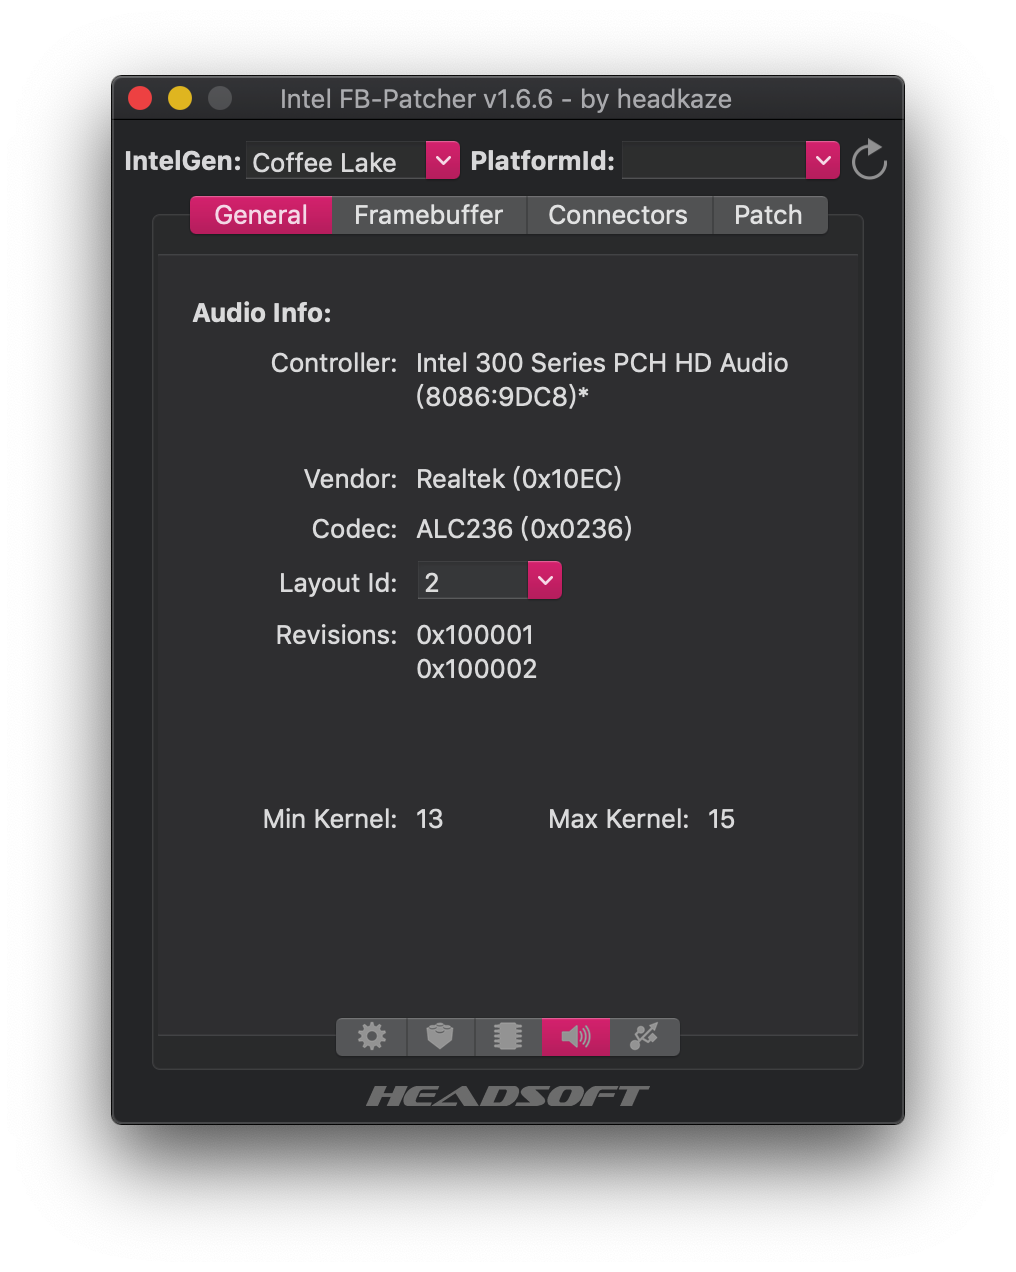 Intel FB-Patcher v1.6.6 - by headkaze
IntelGen: Coffee Lake PlatformId:
General Framebuffer Connectors Patch
Audio Info:
Controller: Intel 300 Series PCH HD Audio
(8086:9DC8)*
Vendor: Realtek (0x10EC)
Codec: ALC236 (0x0236)
Layout Id: 2
Revisions: 0x100001
0x100002
Min Kernel: 13 Max Kernel: 15
HEADSOFT